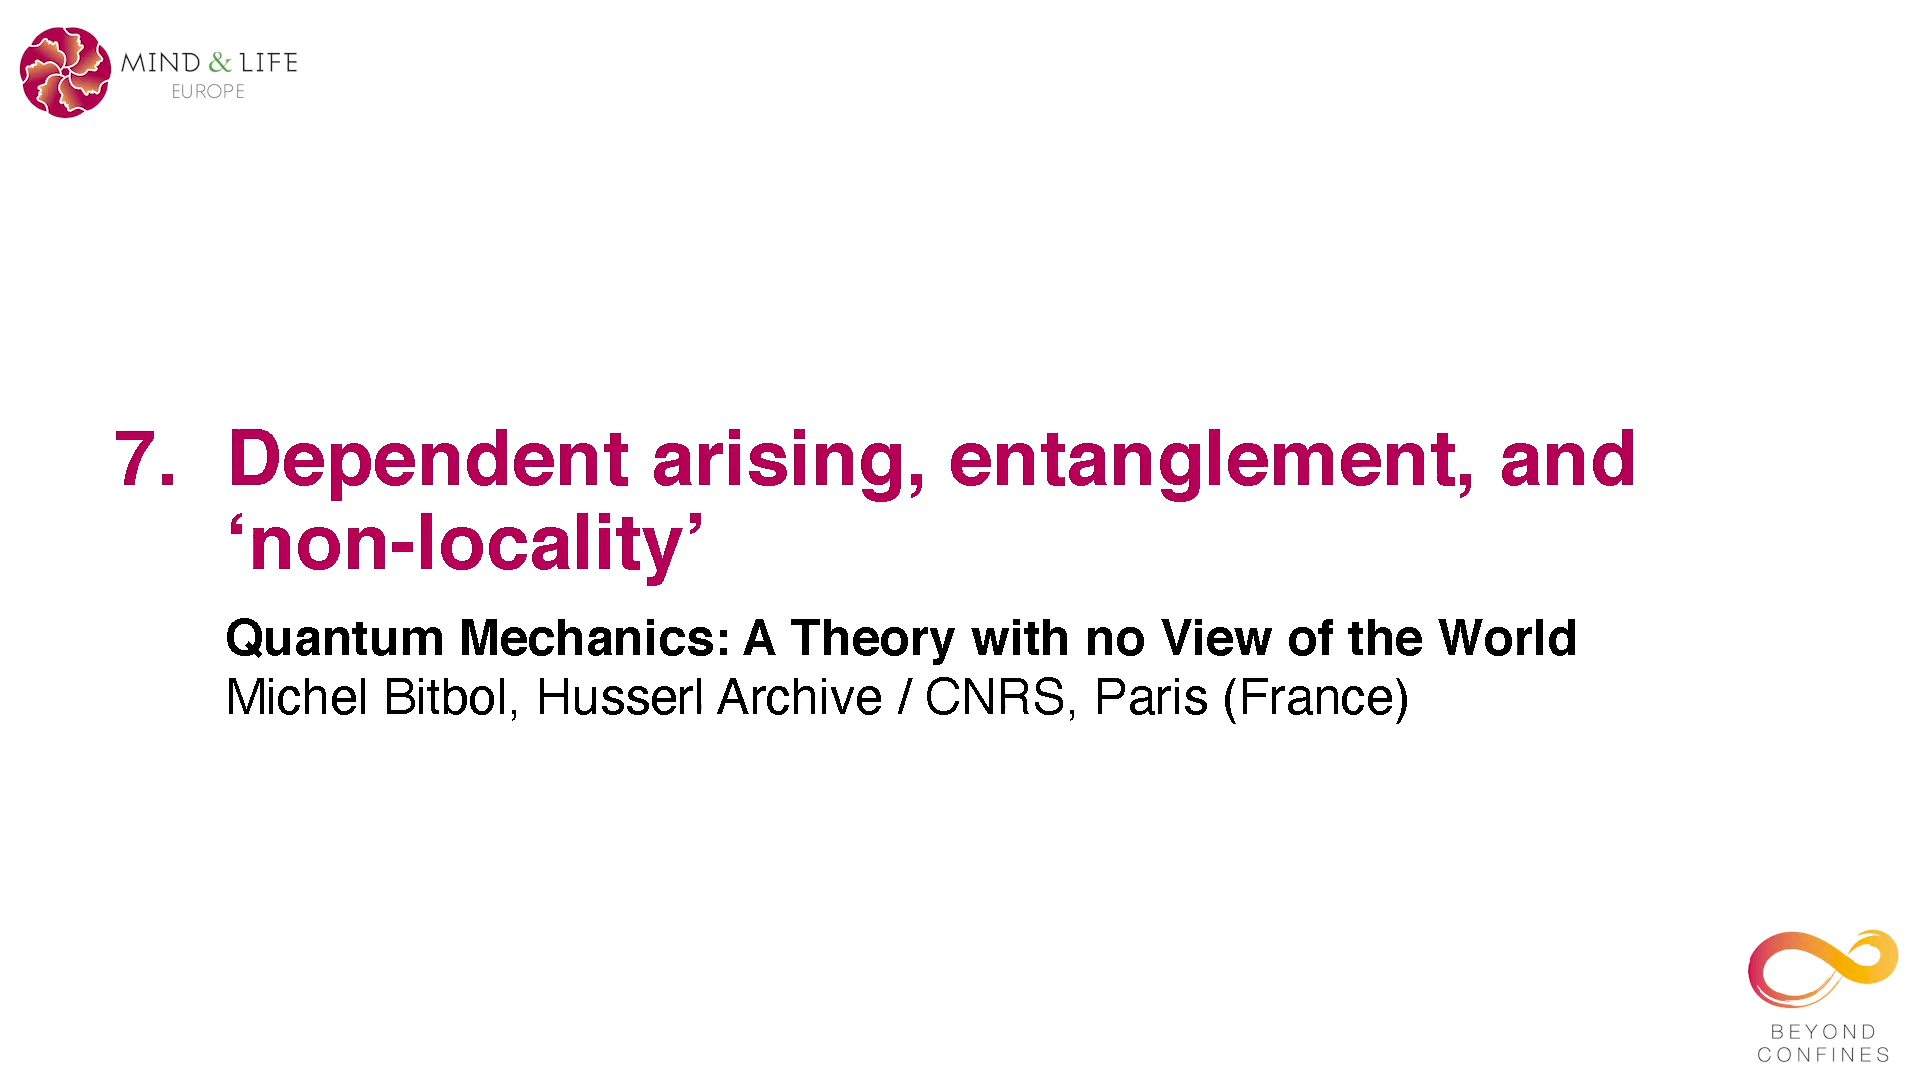 MIND & LIFE
EUROPE
7. Dependent arising, entanglement, and
‘non-locality’
Quantum Mechanics: A Theory with no View of the World
Michel Bitbol, Husserl Archive / CNRS, Paris (France)
BEYOND
CONFINES